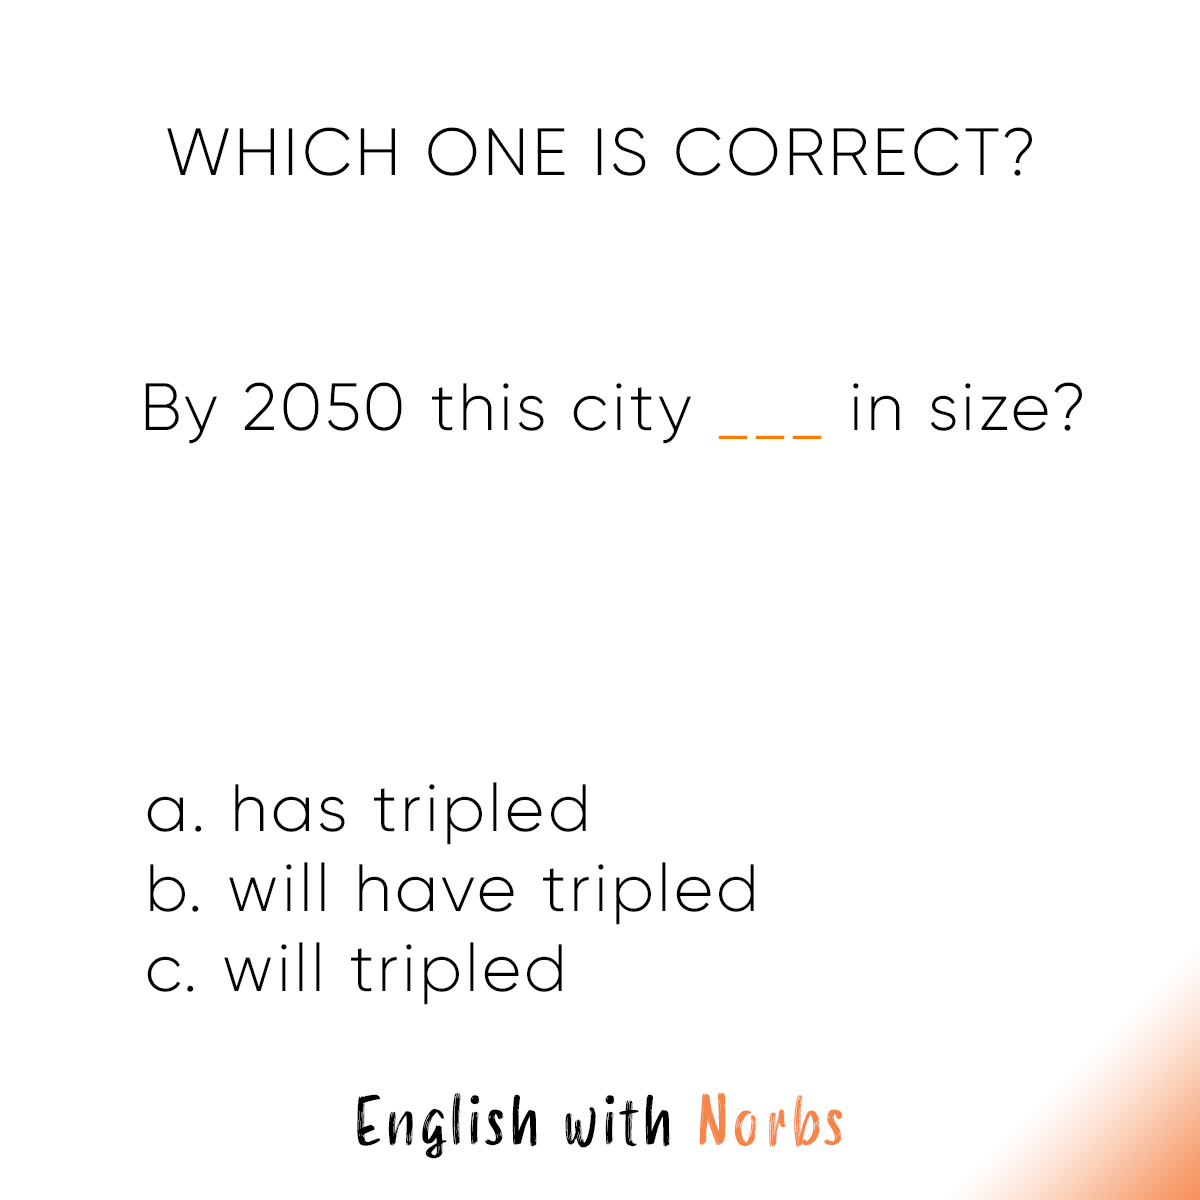 WHICH ONE IS CORRECT?
By 2050 this city ___ in size?
a. has tripled
b. will have tripled
c. will tripled
English with Norbs